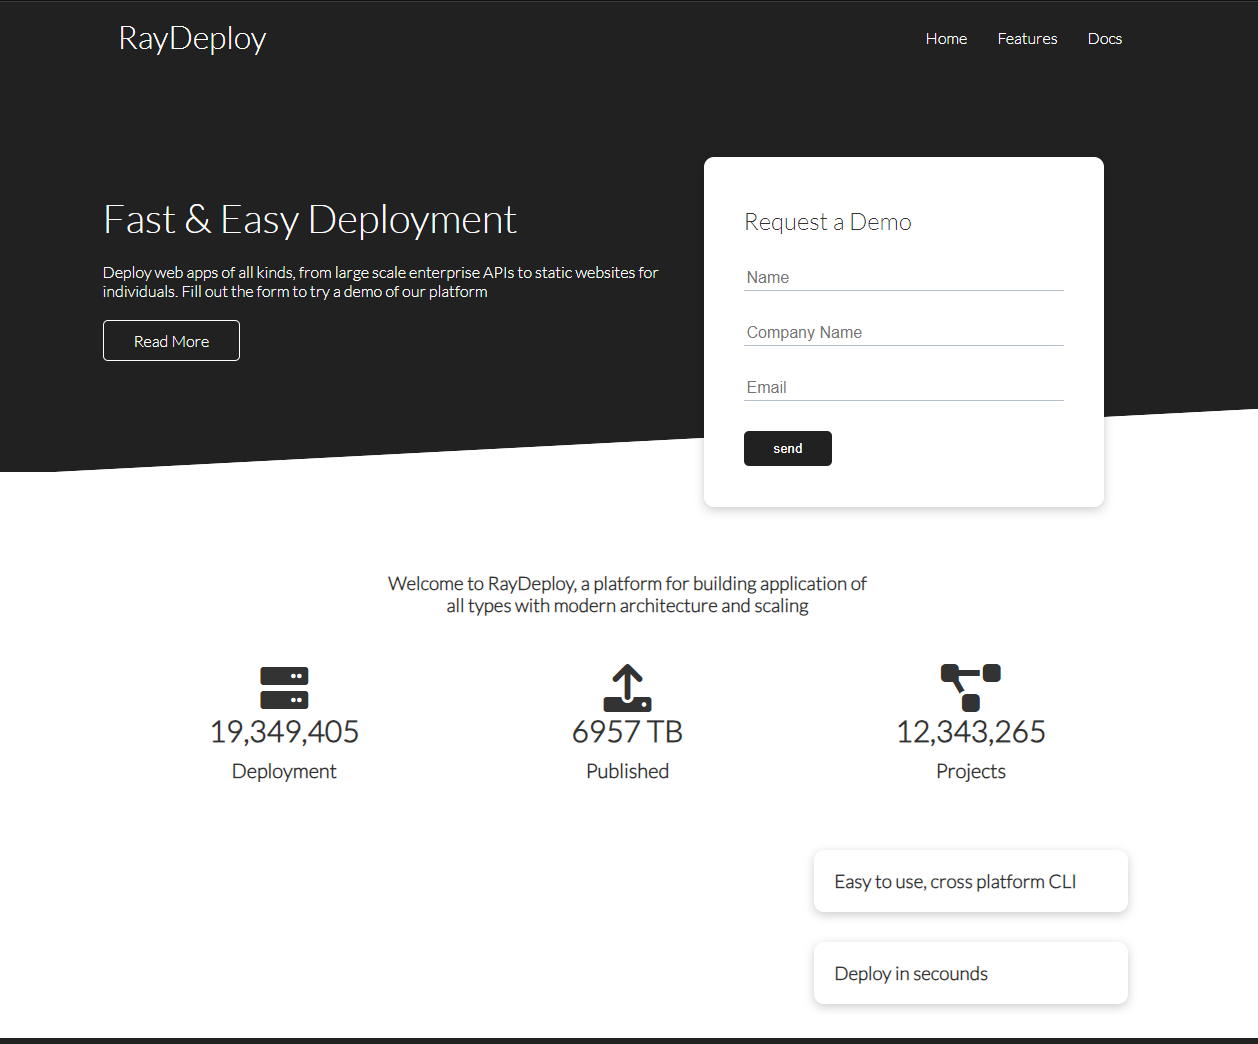 RayDeploy
Home Features Docs
Fast & Easy Deployment
Deploy web apps of all kinds, from large scale enterprise APIs to static websites for
individuals. Fill out the form to try a demo of our platform
Read More
Request a Demo
Name
Company Name
Email
send
Welcome to RayDeploy, a platform for building application of
all types with modern architecture and scaling
19,349,405
Deployment
6957 TB
Published
12,343,265
Projects
Easy to use, cross platform CLI
Deploy in secounds